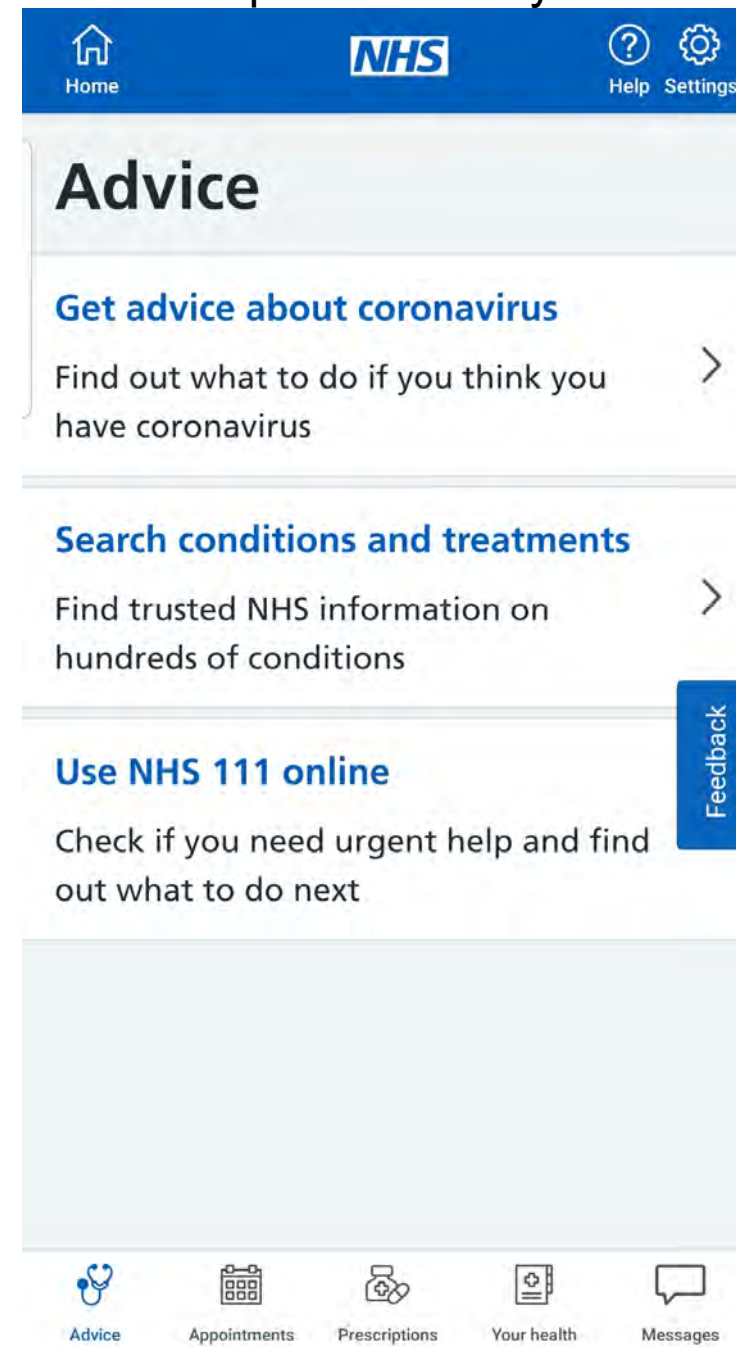 NHS
Home
Help
Settings
Advice
Get advice about coronavirus
Find out what to do if you think you
have coronavirus
Search conditions and treatments
Find trusted NHS information on
hundreds of conditions
Feedback
Use NHS 111 online
Check if you need urgent help and find
out what to do next
Advice
Appointments
Prescriptions
Your health
Messages